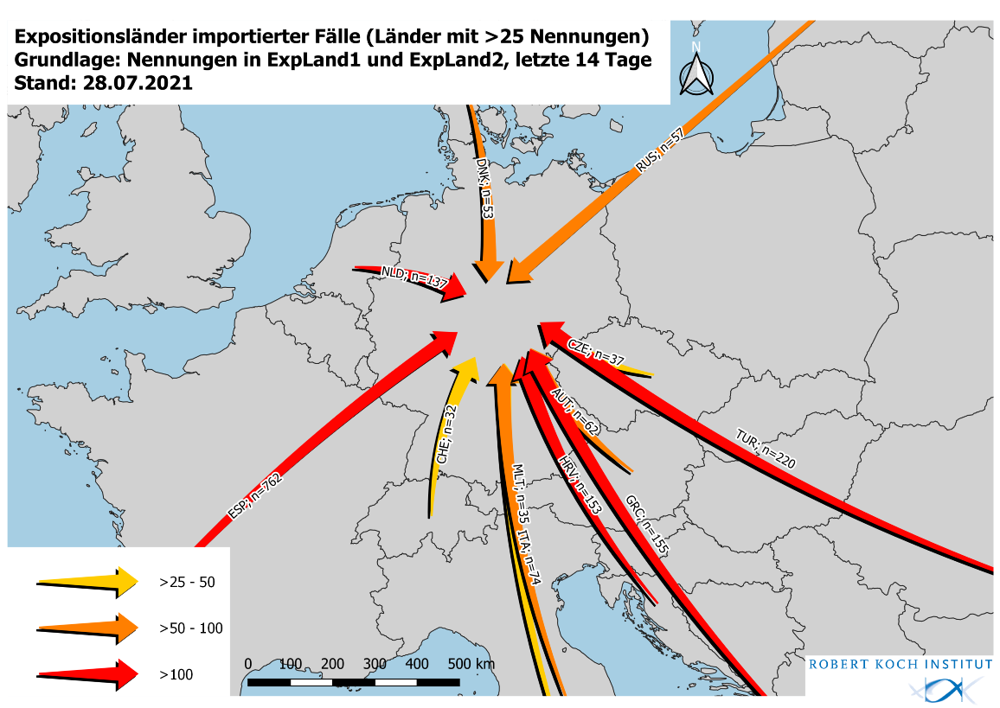 Expositionsländer importierter Fälle (Länder mit >25 Nennungen)
Grundlage: Nennungen in ExpLand1 und ExpLand2, letzte 14 Tage
Stand: 28.07.2021
N
RUS; n=57
DNK; n=53
NLD; n=137
CZE; n=37
AUT; n=62
CHE; n=32
TUR; n=220
ESP; n=762
MLT; n=35
HRV; n=153
GRC; n=155
ITA; n=74
>25 - 50
>50 - 100
>100
0 100 200 300 400 500 km
ROBERT KOCH INSTITUT